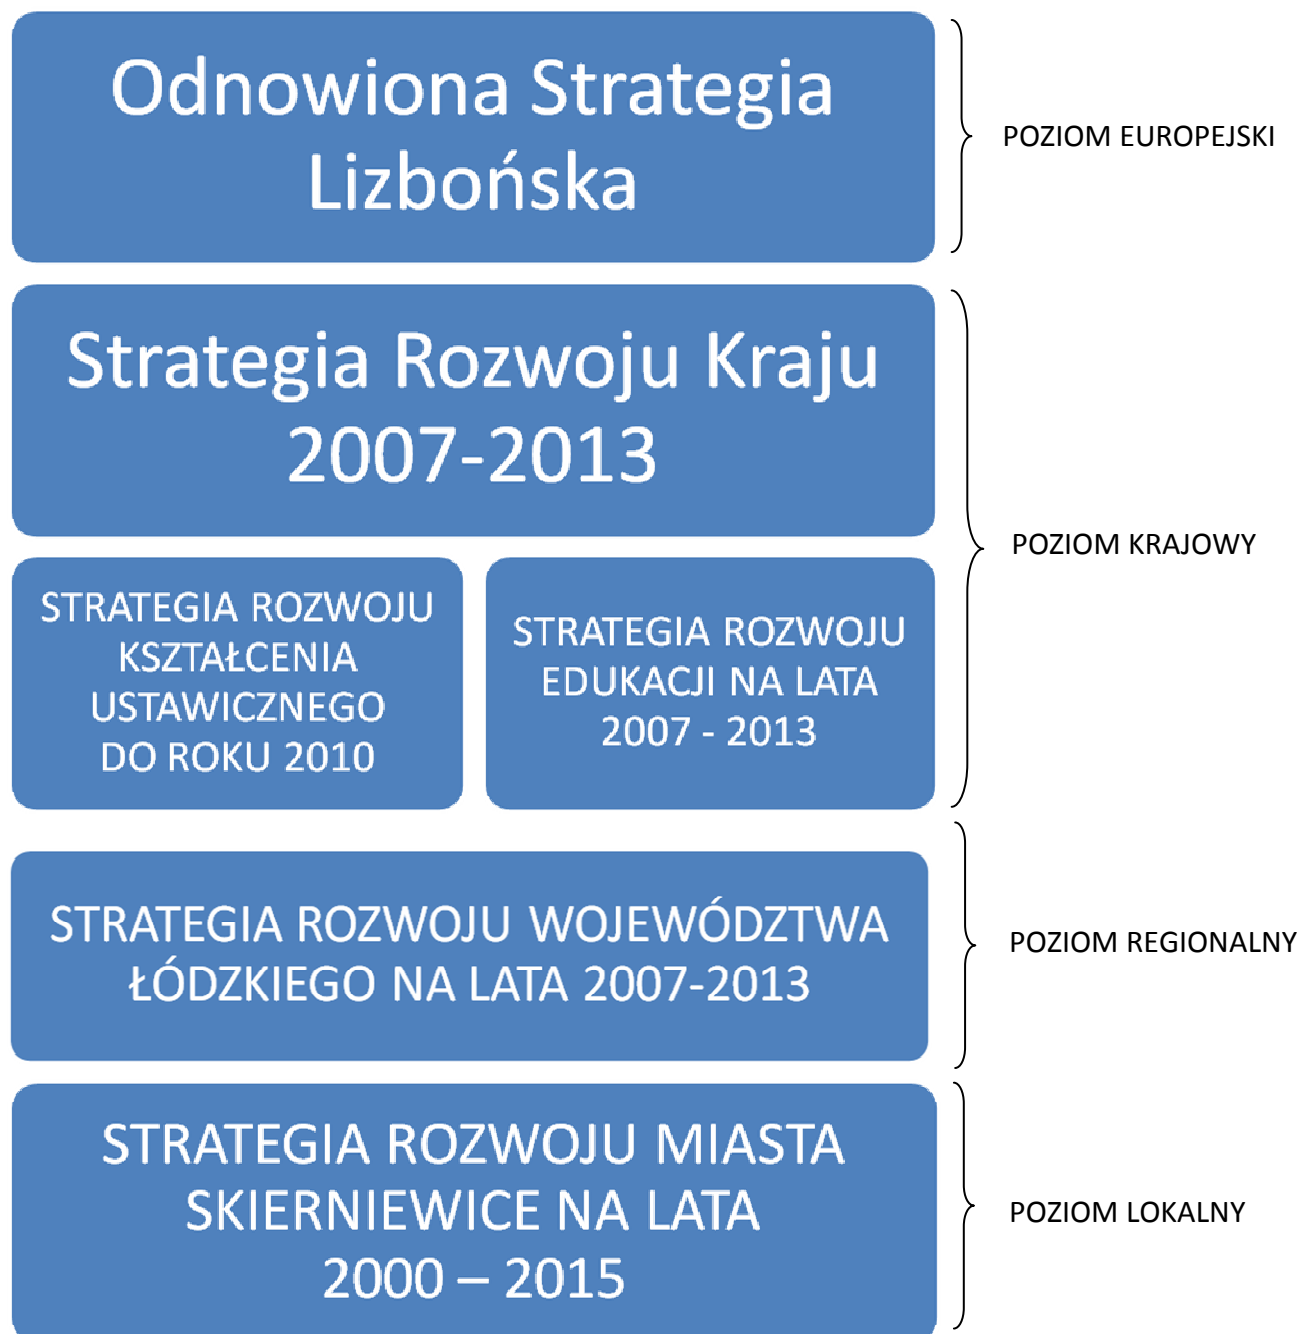 Odnowiona Strategia
Lizbońska
POZIOM EUROPEJSKI
Strategia Rozwoju Kraju
2007-2013
STRATEGIA ROZWOJU
KSZTAŁCENIA
USTAWICZNEGO
DO ROKU 2010
STRATEGIA ROZWOJU
EDUKACJI NA LATA
2007 - 2013
POZIOM KRAJOWY
STRATEGIA ROZWOJU WOJEWÓDZTWA
ŁÓDZKIEGO NA LATA 2007-2013
POZIOM REGIONALNY
STRATEGIA ROZWOJU MIASTA
SKIERNIEWICE NA LATA
2000 – 2015
POZIOM LOKALNY